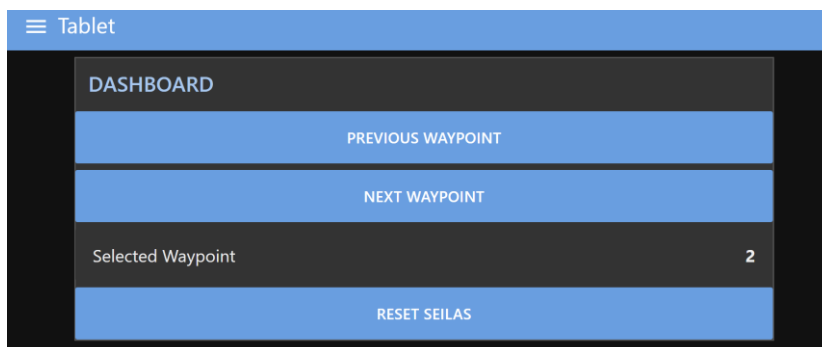 Tablet
DASHBOARD
PREVIOUS WAYPOINT
NEXT WAYPOINT
Selected Waypoint 2
RESET SEILAS